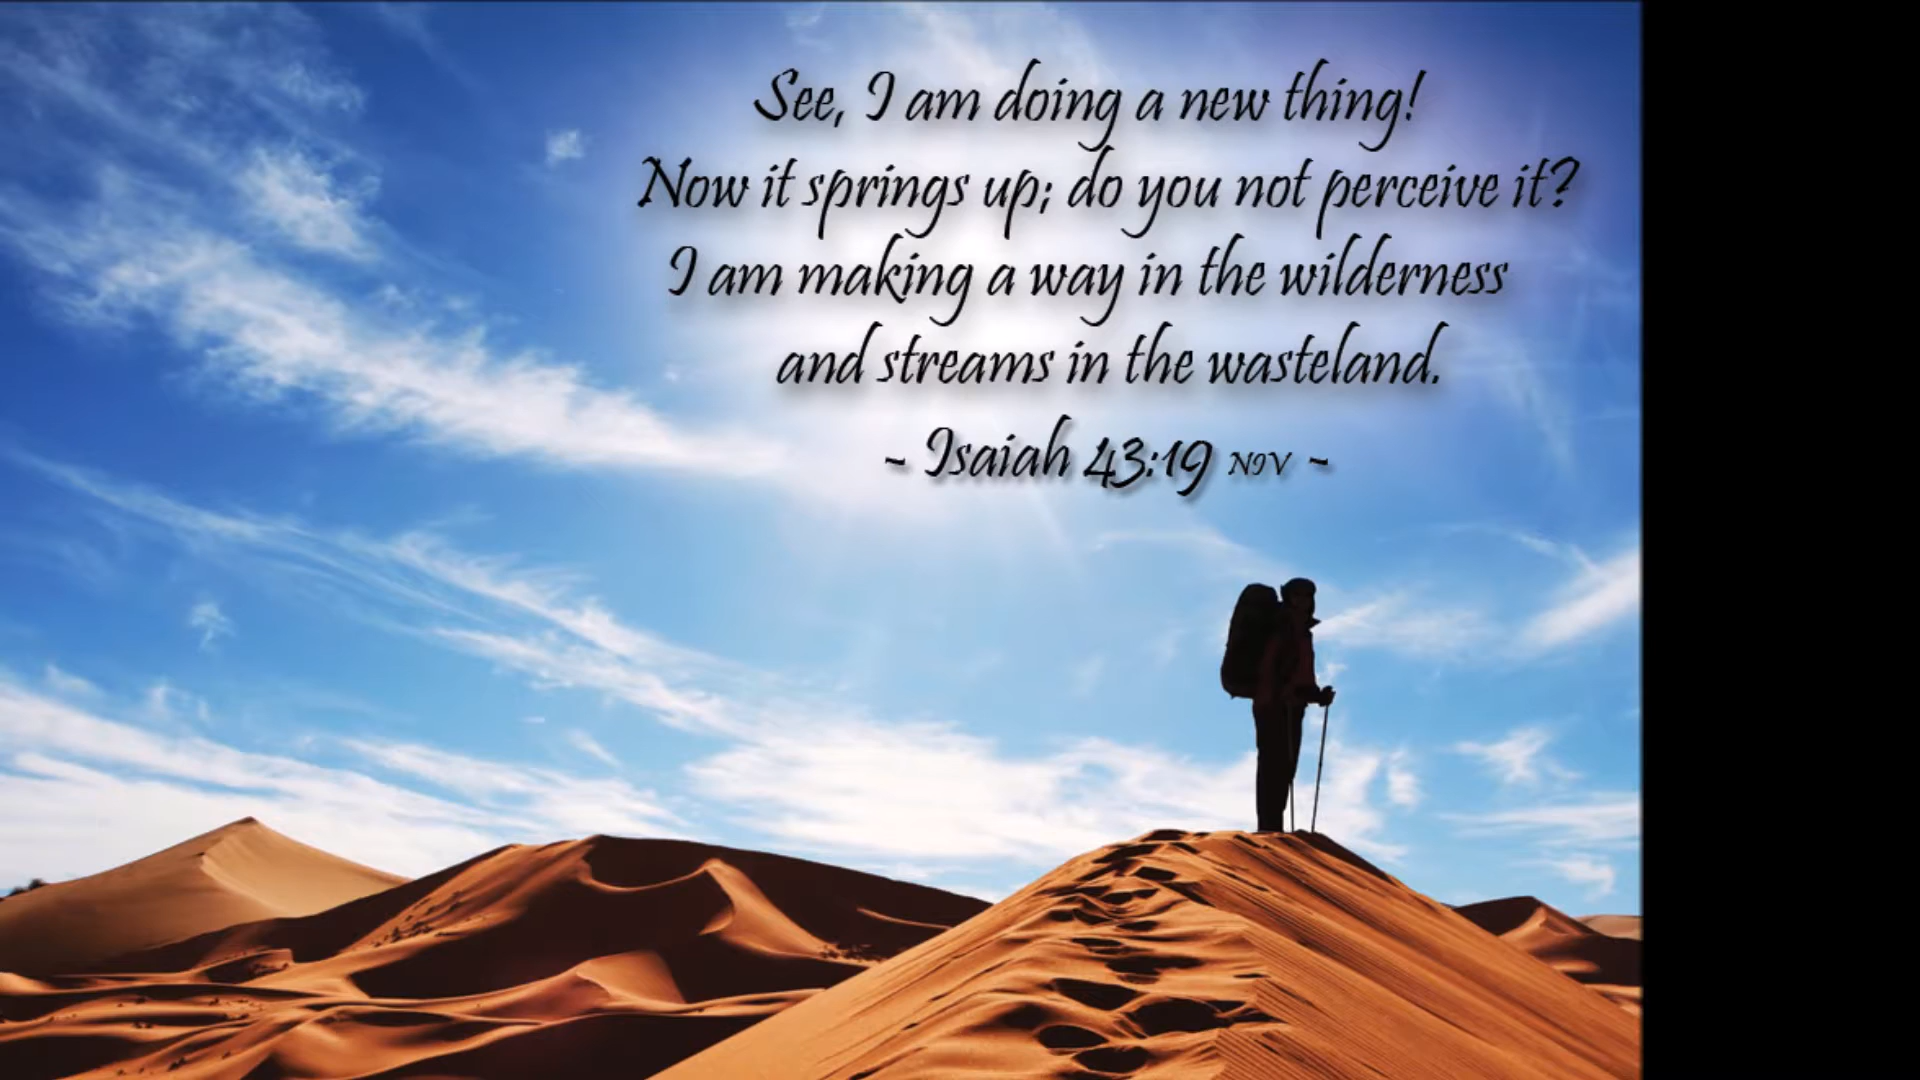 See, I am doing a new thing!
Now it springs up; do you not perceive it?
I am making a way in the wilderness
and streams in the wasteland.
~ Isaiah 43:19 NIV ~